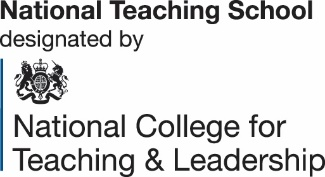 National Teaching School
designated by
National College for
Teaching & Leadership